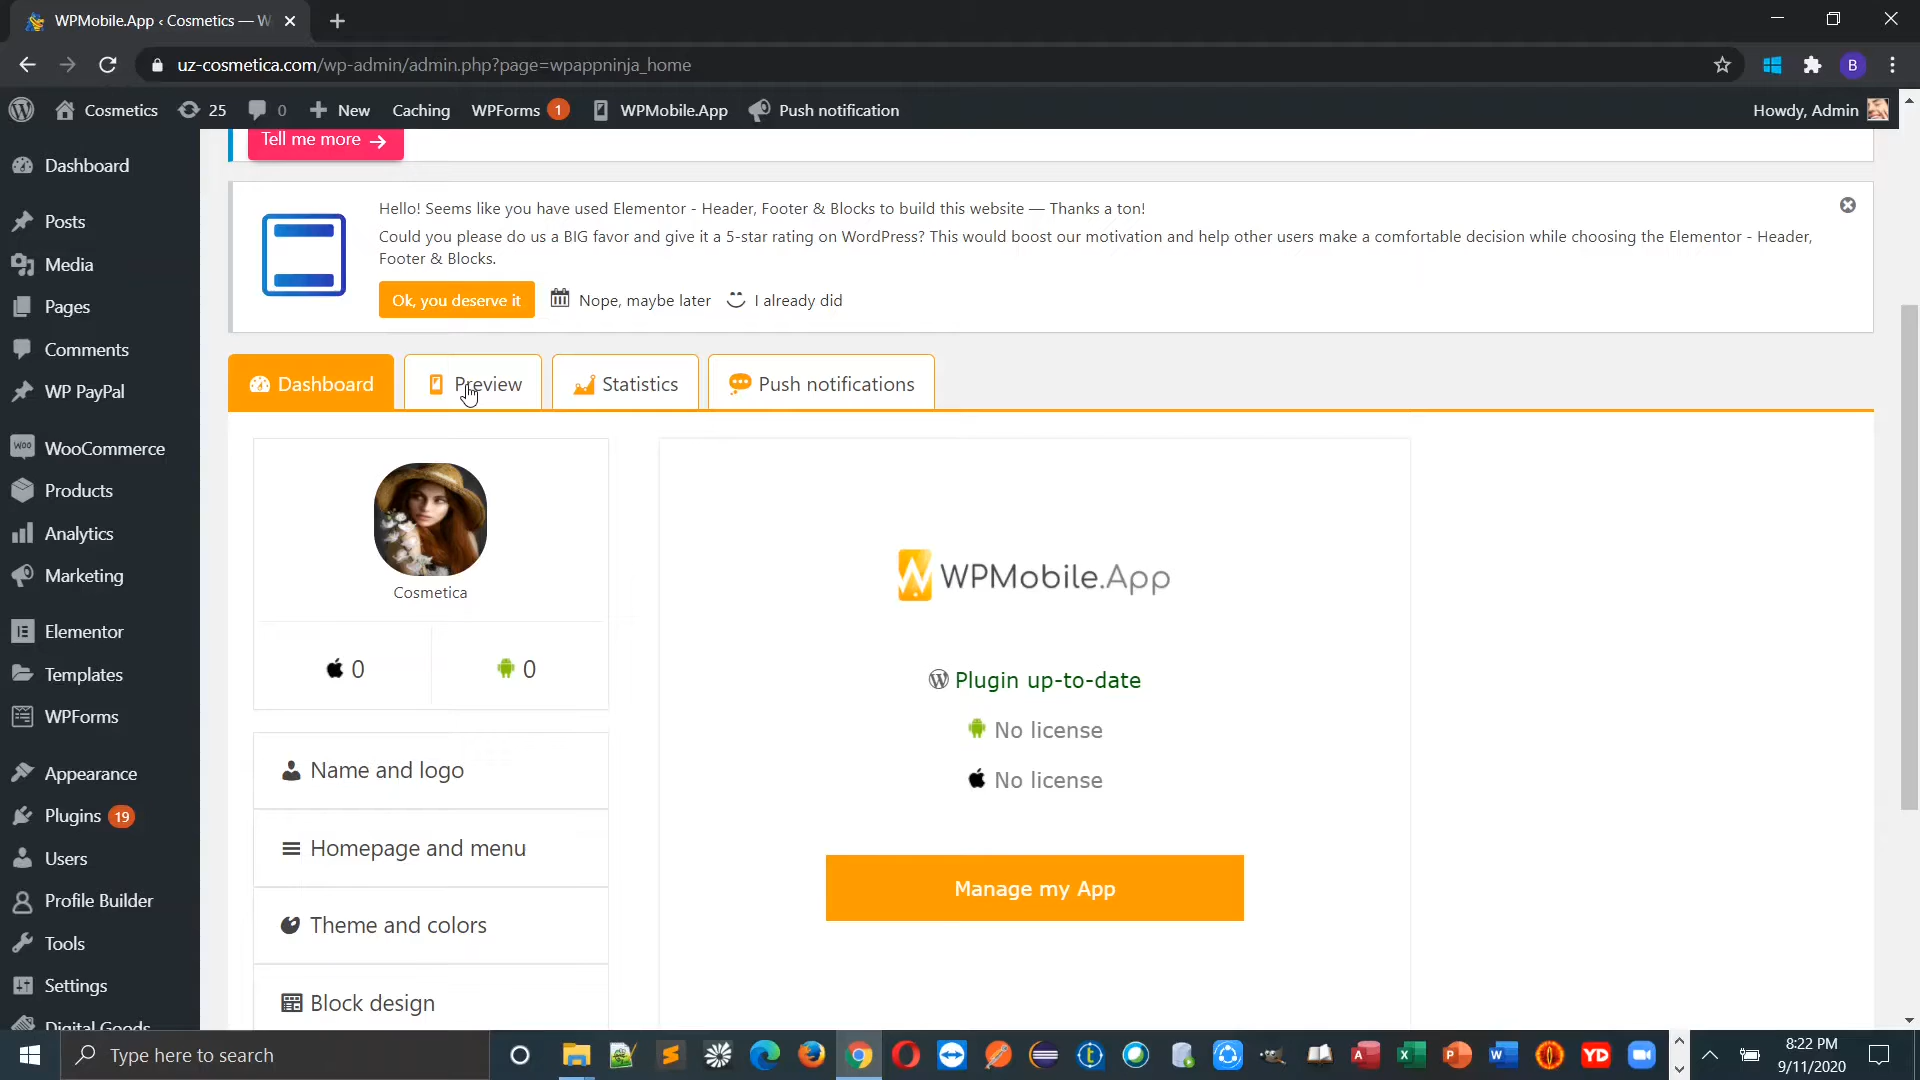 WPMobile.App ‹ Cosmetics — W
uz-cosmetica.com/wp-admin/admin.php?page=wpappninja_home
B
Cosmetics 25 0 New Caching WPForms 1 WPMobile.App Push notification Howdy, Admin
Tell me more →
Dashboard
Posts
Media
Pages
Comments
WP PayPal
WooCommerce
Products
Analytics
Marketing
Elementor
Templates
WPForms
Appearance
Plugins 19
Users
Profile Builder
Tools
Settings
Digital Goods
Hello! Seems like you have used Elementor - Header, Footer & Blocks to build this website — Thanks a ton!
Could you please do us a BIG favor and give it a 5-star rating on WordPress? This would boost our motivation and help other users make a comfortable decision while choosing the Elementor - Header,
Footer & Blocks.
Ok, you deserve it Nope, maybe later I already did
Dashboard Preview Statistics Push notifications
Cosmetica
0 0
Name and logo
Homepage and menu
Theme and colors
Block design
WPMobile.App
Plugin up-to-date
No license
No license
Manage my App
Type here to search
YD
8:22 PM
9/11/2020